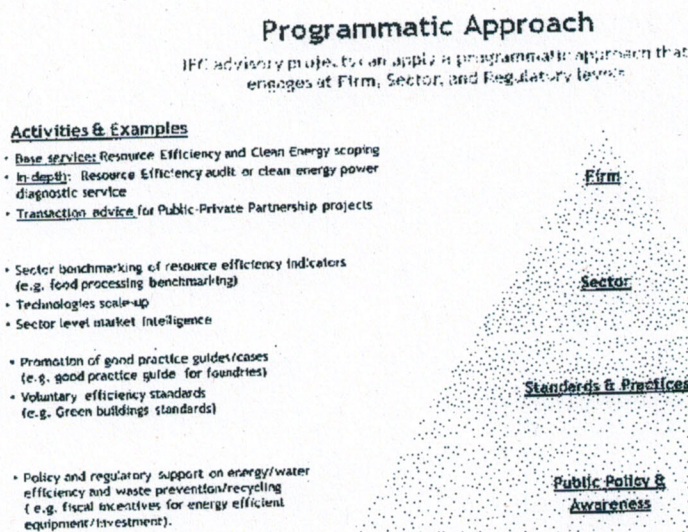 Programmatic Approach
IFC advisory projects can apply a programmatic approach that
engages at Firm, Sector, and Regulatory levels
Activities & Examples
• Base service: Resource Efficiency and Clean Energy scoping
• In-depth: Resource Efficiency audit or clean energy power
diagnostic service
• Transaction advice for Public-Private Partnership projects
Firm
• Sector benchmarking of resource efficiency indicators
(e.g. food processing benchmarking)
• Technologies scale-up
• Sector level market intelligence
Sector
• Promotion of good practice guides/cases
(e.g. good practice guide for foundries)
• Voluntary efficiency standards
(e.g. Green buildings standards)
Standards & Practices
• Policy and regulatory support on energy/water
efficiency and waste prevention/recycling
( e.g. fiscal incentives for energy efficient
equipment/investment).
Public Policy &
Awareness